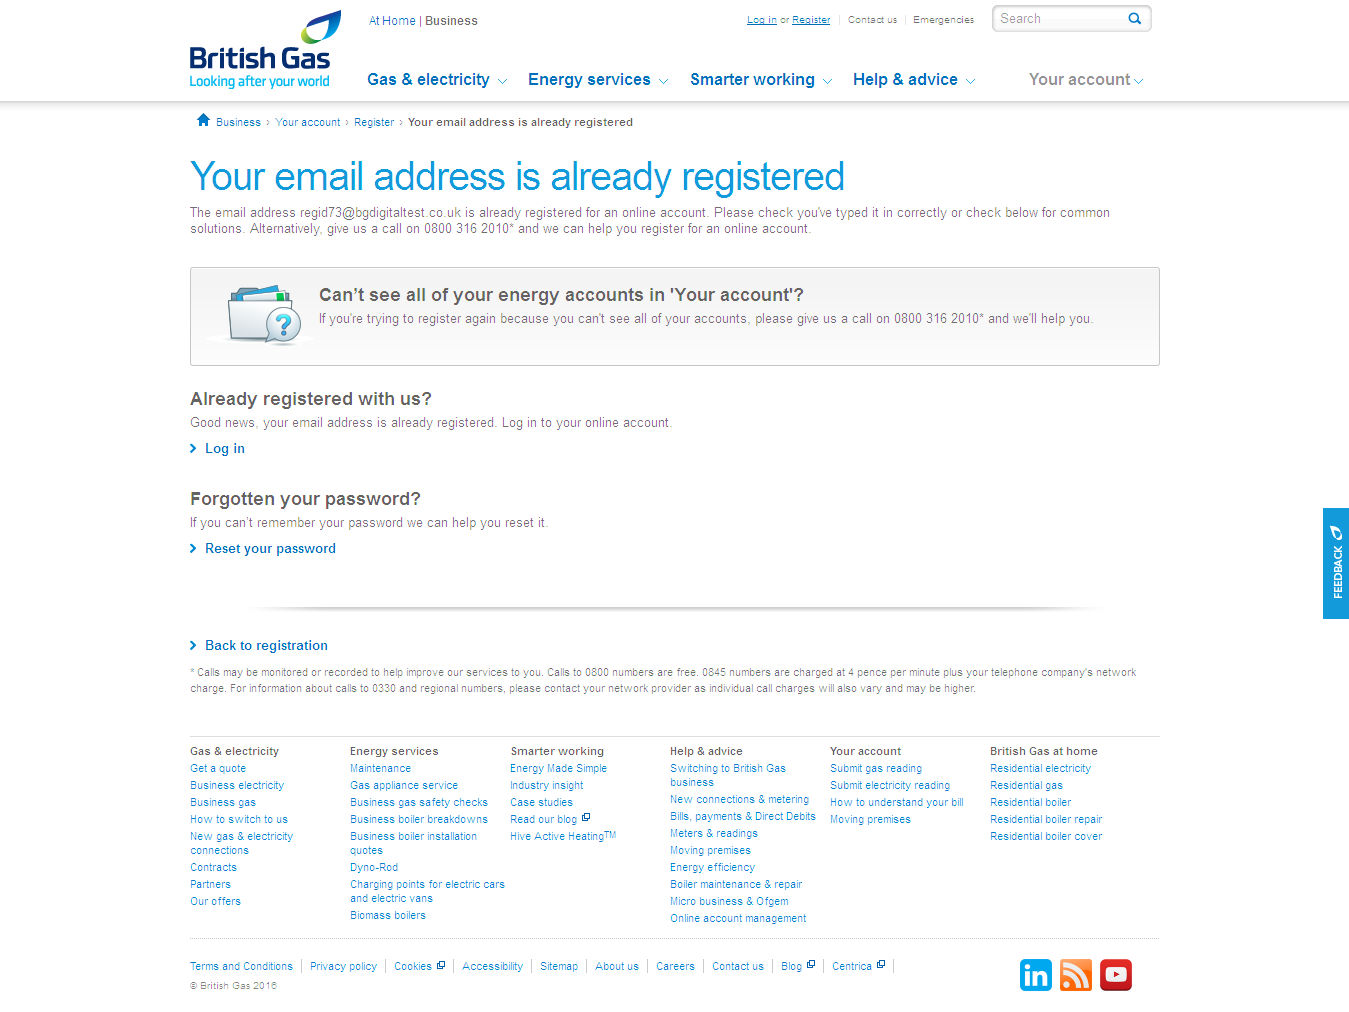 British Gas
Looking after your world
At Home | Business
Log in or Register
Contact us
Emergencies
Search
Gas & electricity
Energy services
Smarter working
Help & advice
Your account
Business › Your account › Register › Your email address is already registered
Your email address is already registered
The email address regid73@bgdigitaltest.co.uk is already registered for an online account. Please check you've typed it in correctly or check below for common
solutions. Alternatively, give us a call on 0800 316 2010* and we can help you register for an online account.
Can't see all of your energy accounts in 'Your account'?
If you're trying to register again because you can't see all of your accounts, please give us a call on 0800 316 2010* and we'll help you.
Already registered with us?
Good news, your email address is already registered. Log in to your online account.
Log in
Forgotten your password?
If you can't remember your password we can help you reset it.
Reset your password
FEEDBACK
Back to registration
* Calls may be monitored or recorded to help improve our services to you. Calls to 0800 numbers are free. 0845 numbers are charged at 4 pence per minute plus your telephone company's network
charge. For information about calls to 0330 and regional numbers, please contact your network provider as individual call charges will also vary and may be higher.
Gas & electricity
Get a quote
Business electricity
Business gas
How to switch to us
New gas & electricity
connections
Contracts
Partners
Our offers
Energy services
Maintenance
Gas appliance service
Business gas safety checks
Business boiler breakdowns
Business boiler installation
quotes
Dyno-Rod
Charging points for electric cars
and electric vans
Biomass boilers
Smarter working
Energy Made Simple
Industry insight
Case studies
Read our blog
Hive Active Heating™
Help & advice
Switching to British Gas
business
New connections & metering
Bills, payments & Direct Debits
Meters & readings
Moving premises
Energy efficiency
Boiler maintenance & repair
Micro business & Ofgem
Online account management
Your account
Submit gas reading
Submit electricity reading
How to understand your bill
Moving premises
British Gas at home
Residential electricity
Residential gas
Residential boiler
Residential boiler repair
Residential boiler cover
Terms and Conditions
Privacy policy
Cookies
Accessibility
Sitemap
About us
Careers
Contact us
Blog
Centrica
in
© British Gas 2016